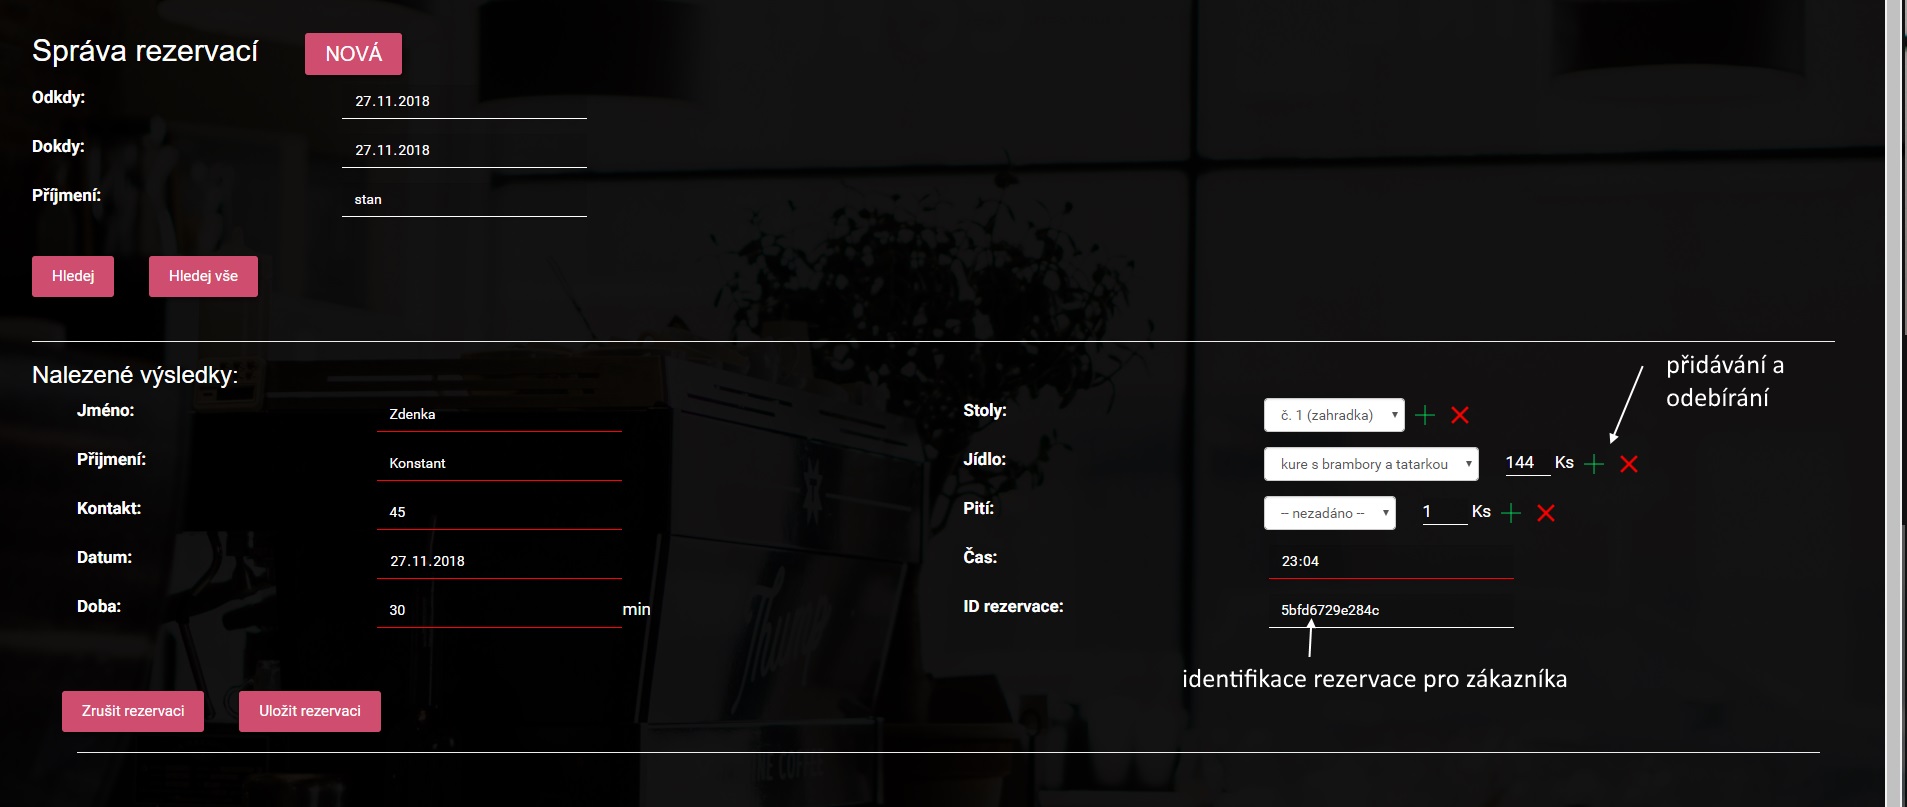 Správa rezervací NOVÁ
Odkdy: 27.11.2018
Dokdy: 27.11.2018
Příjmení: stan
Hledej Hledej vše
Nalezené výsledky:
přidávání a
odebírání
Jméno: Zdenka Stoly: č. 1 (zahradka)
Přijmení: Konstant Jídlo: kure s brambory a tatarkou 144 Ks
Kontakt: 45 Pití: -- nezadáno -- 1 Ks
Datum: 27.11.2018 Čas: 23:04
Doba: 30 min ID rezervace: 5bfd6729e284c
identifikace rezervace pro zákazníka
Zrušit rezervaci Uložit rezervaci